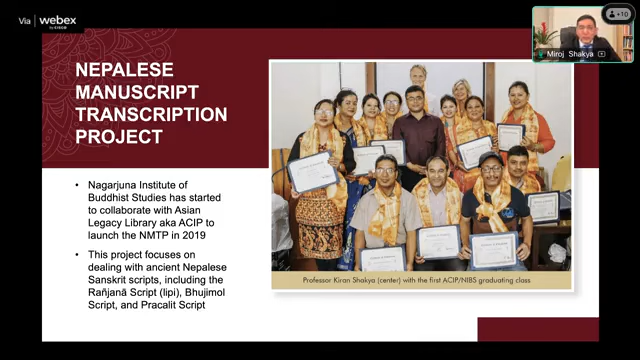 Via | webex
by CISCO
+10
Miroj Shakya
NEPALESE
MANUSCRIPT
TRANSCRIPTION
PROJECT
• Nagarjuna Institute of
Buddhist Studies has started
to collaborate with Asian
Legacy Library aka ACIP to
launch the NMTP in 2019
• This project focuses on
dealing with ancient Nepalese
Sanskrit scripts, including the
Rañjanā Script (lipi), Bhujimol
Script, and Pracalit Script
Professor Kiran Shakya (center) with the first ACIP/NIBS graduating class